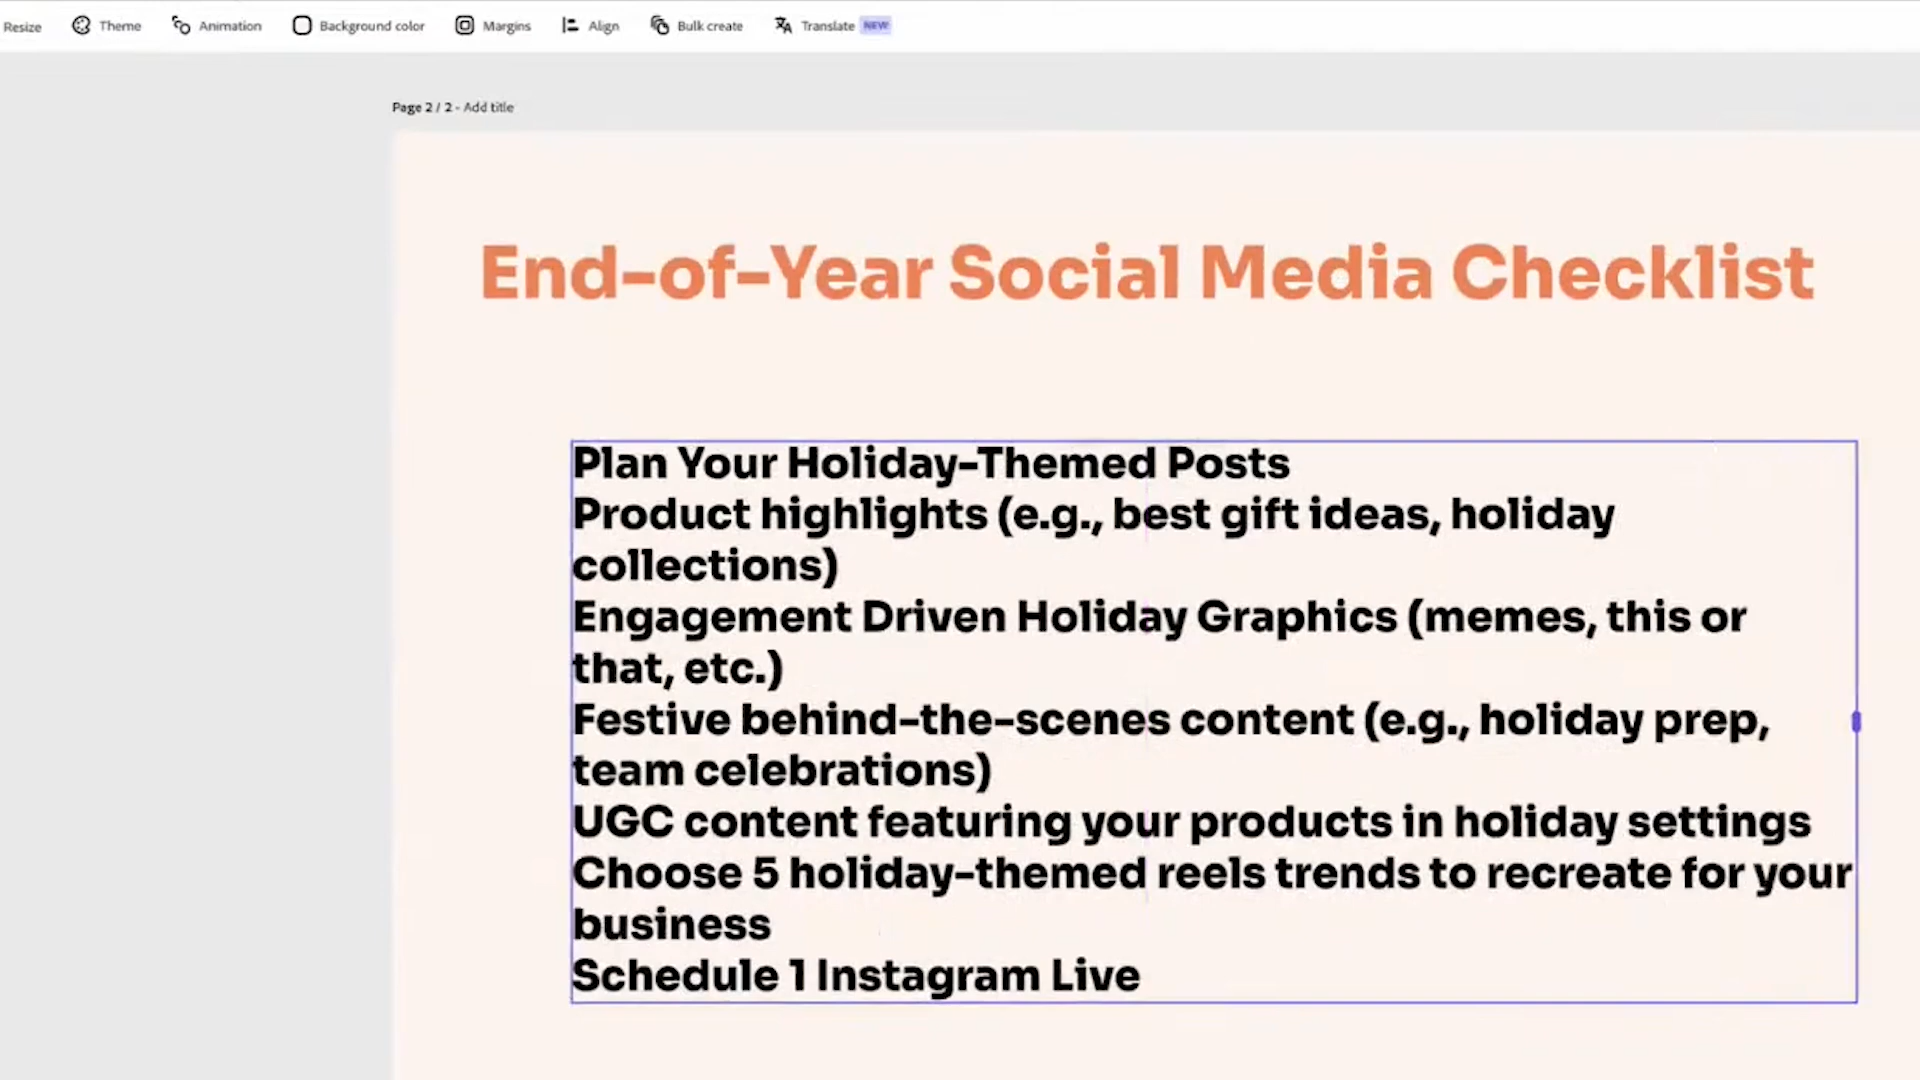 Resize Theme Animation Background color Margins Align Bulk create Translate NEW
Page 2 / 2 - Add title
End-of-Year Social Media Checklist
Plan Your Holiday-Themed Posts
Product highlights (e.g., best gift ideas, holiday
collections)
Engagement Driven Holiday Graphics (memes, this or
that, etc.)
Festive behind-the-scenes content (e.g., holiday prep,
team celebrations)
UGC content featuring your products in holiday settings
Choose 5 holiday-themed reels trends to recreate for your
business
Schedule 1 Instagram Live